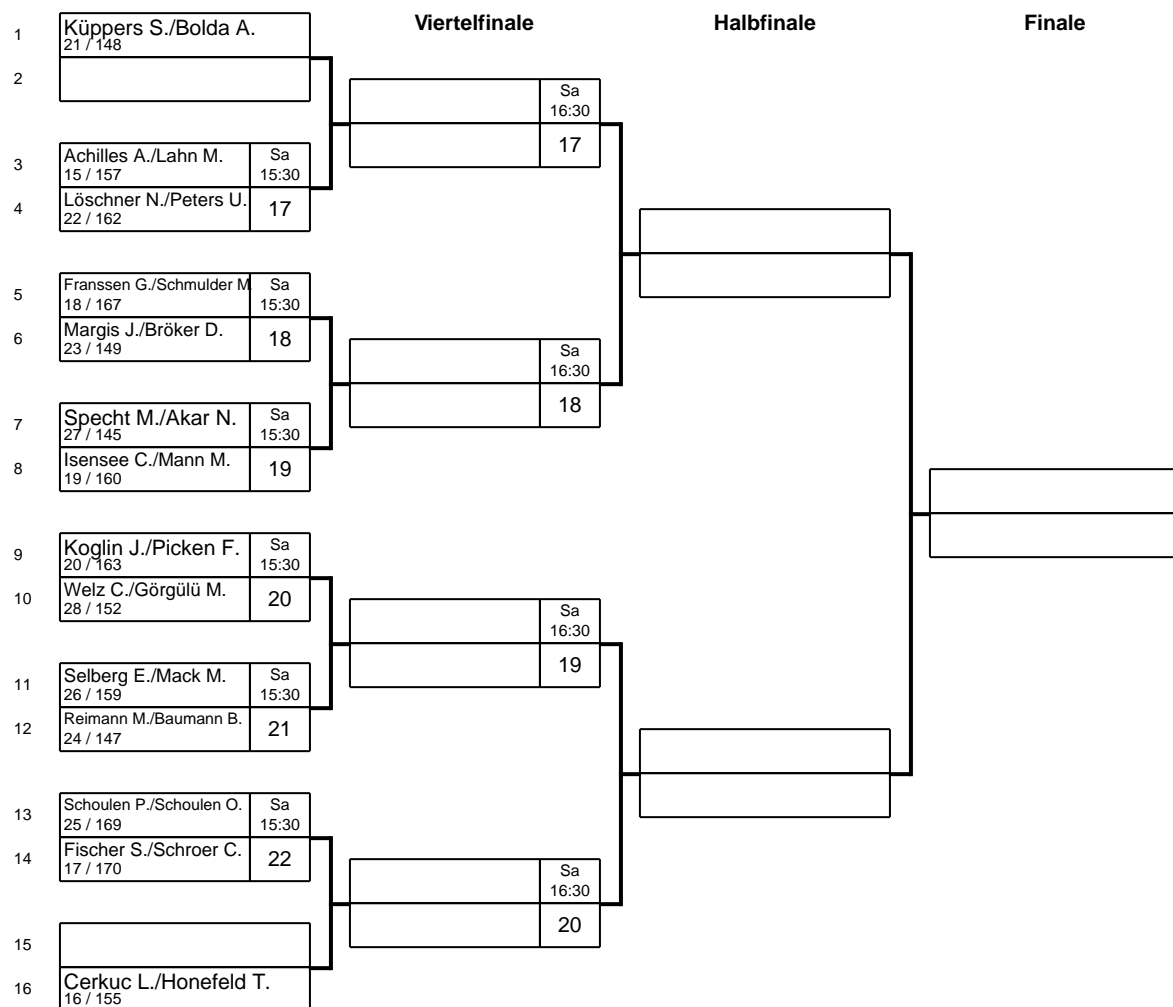 Viertelfinale Halbfinale Finale
1 Küppers S./Bolda A.
21 / 148
2
Sa
16:30
17
3 Achilles A./Lahn M. Sa
15 / 157 15:30
4 Löschner N./Peters U. 17
22 / 162
5 Franssen G./Schmulder M. Sa
18 / 167 15:30
6 Margis J./Bröker D. 18
23 / 149
Sa
16:30
18
7 Specht M./Akar N. Sa
27 / 145 15:30
8 Isensee C./Mann M. 19
19 / 160
9 Koglin J./Picken F. Sa
20 / 163 15:30
10 Welz C./Görgülü M. 20
28 / 152
Sa
16:30
19
11 Selberg E./Mack M. Sa
26 / 159 15:30
12 Reimann M./Baumann B. 21
24 / 147
13 Schoulen P./Schoulen O. Sa
25 / 169 15:30
14 Fischer S./Schroer C. 22
17 / 170
Sa
16:30
20
15
16 Cerkuc L./Honefeld T.
16 / 155